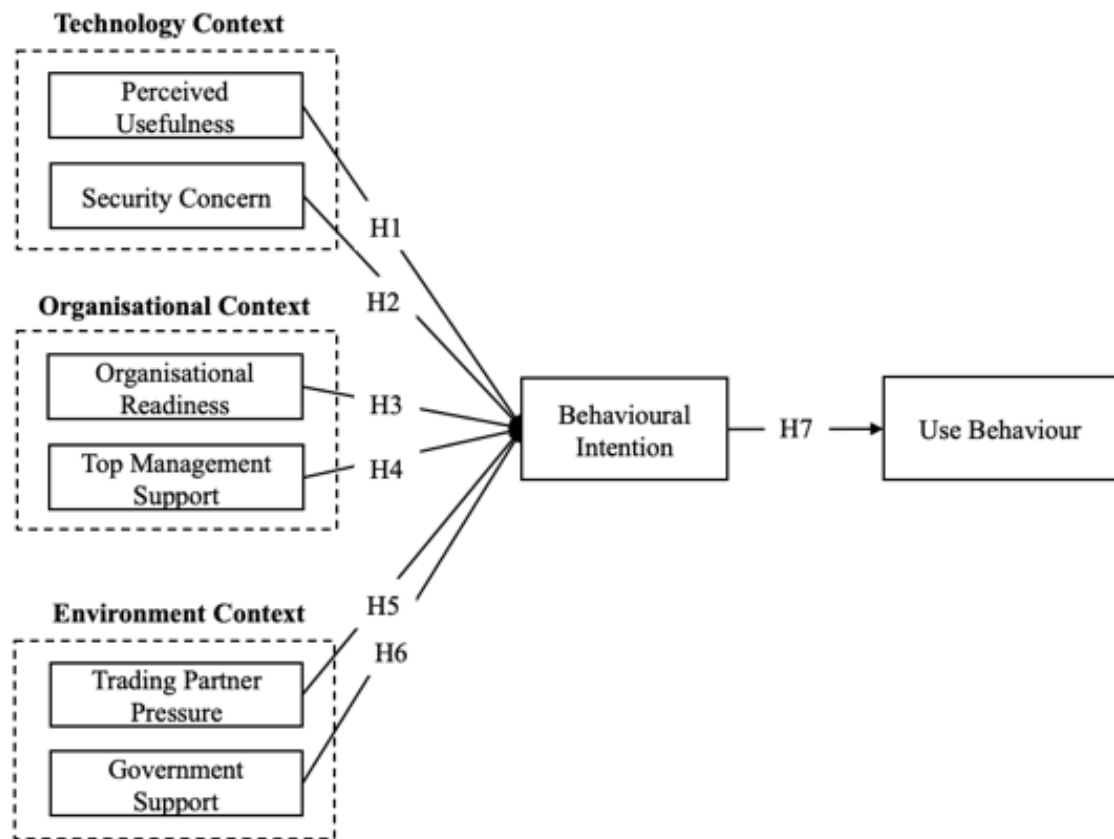 Technology Context
Perceived
Usefulness
Security Concern
H1
H2
Organisational Context
Organisational
Readiness
H3
Top Management
Support
H4
Behavioural
Intention
H7
Use Behaviour
Environment Context
H5
Trading Partner
Pressure
H6
Government
Support